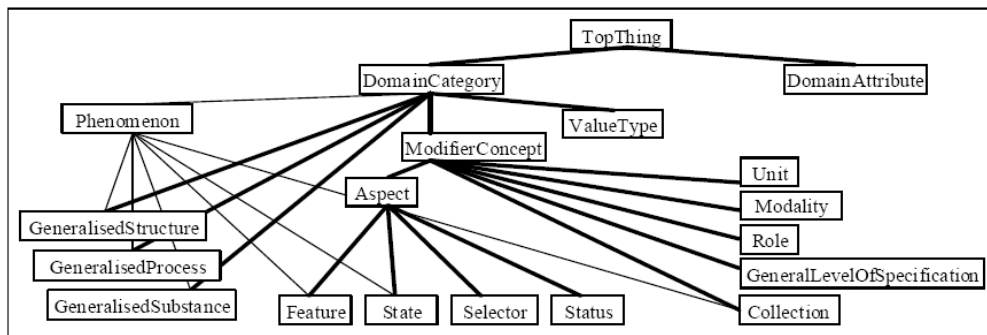 TopThing
DomainCategory
DomainAttribute
Phenomenon
ValueType
ModifierConcept
Unit
Aspect
Modality
GeneralisedStructure
Role
GeneralisedProcess
GeneralLevelOfSpecification
GeneralisedSubstance
Feature
State
Selector
Status
Collection